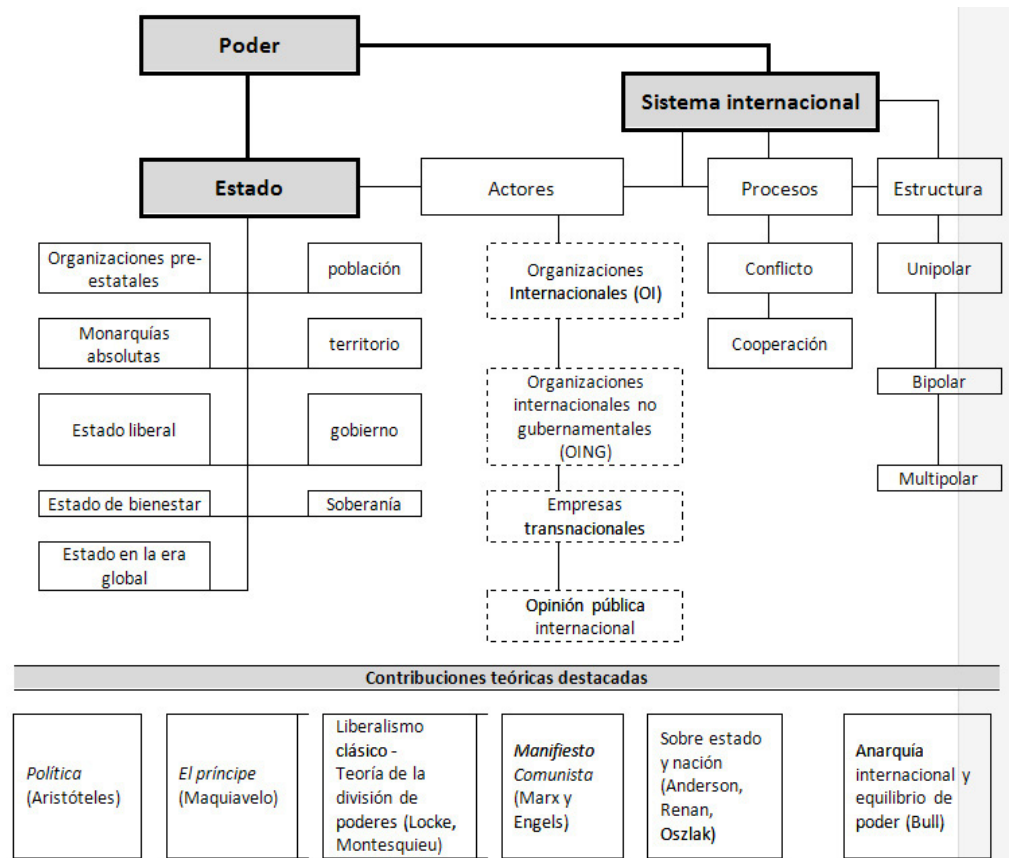 Poder
Sistema internacional
Estado
Actores
Procesos
Estructura
Organizaciones pre-
estatales
población
Organizaciones
Internacionales (OI)
Conflicto
Unipolar
Monarquías
absolutas
territorio
Cooperación
Organizaciones
internacionales no
gubernamentales
(OING)
Bipolar
Estado liberal
gobierno
Multipolar
Estado de bienestar
Soberanía
Empresas
transnacionales
Estado en la era
global
Opinión pública
internacional
Contribuciones teóricas destacadas
Política
(Aristóteles)
El príncipe
(Maquiavelo)
Liberalismo
clásico -
Teoría de la
división de
poderes (Locke,
Montesquieu)
Manifiesto
Comunista
(Marx y
Engels)
Sobre estado
y nación
(Anderson,
Renan,
Oszlak)
Anarquía
internacional y
equilibrio de
poder (Bull)